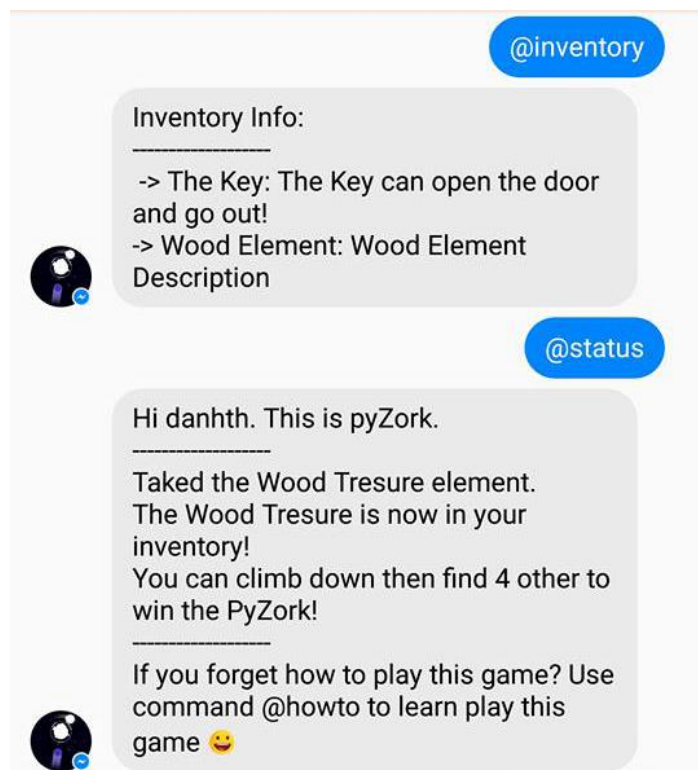 @inventory
Inventory Info:
-------------------
-> The Key: The Key can open the door
and go out!
-> Wood Element: Wood Element
Description
@status
Hi danhth. This is pyZork.
-------------------
Taked the Wood Tresure element.
The Wood Tresure is now in your
inventory!
You can climb down then find 4 other to
win the PyZork!
-------------------
If you forget how to play this game? Use
command @howto to learn play this
game 😀